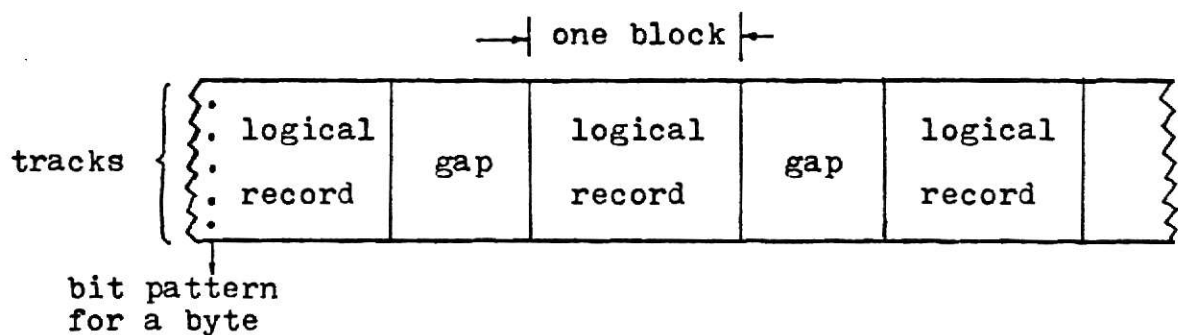 one block
logical
record
gap
logical
record
gap
logical
record
tracks
bit pattern
for a byte